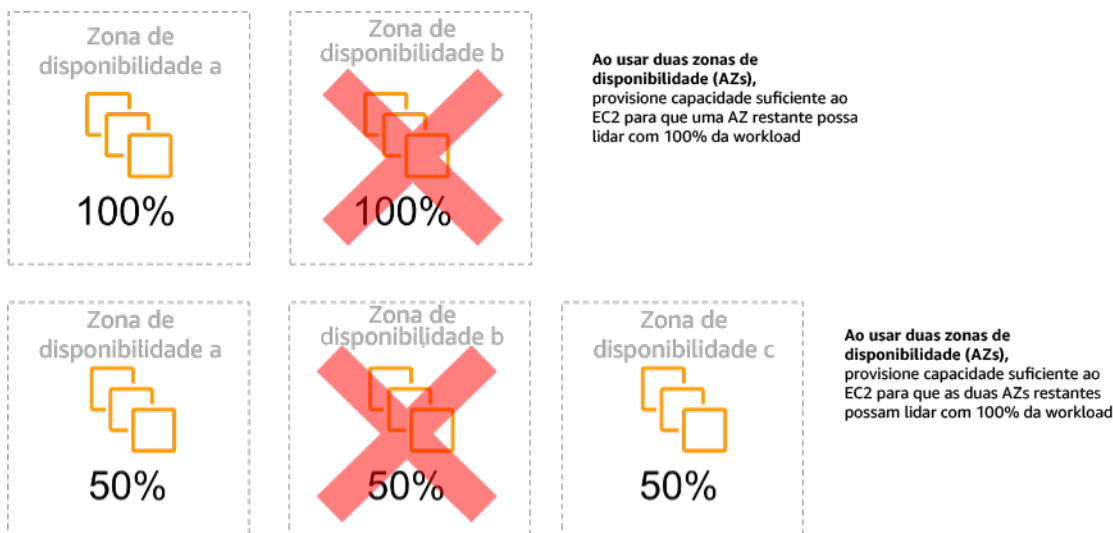 Zona de
disponibilidade a
100%
Zona de
disponibilidade b
100%
Ao usar duas zonas de
disponibilidade (AZs),
provisione capacidade suficiente ao
EC2 para que uma AZ restante possa
lidar com 100% da workload
Zona de
disponibilidade a
50%
Zona de
disponibilidade b
50%
Zona de
disponibilidade c
50%
Ao usar duas zonas de
disponibilidade (AZs),
provisione capacidade suficiente ao
EC2 para que as duas AZs restantes
possam lidar com 100% da workload